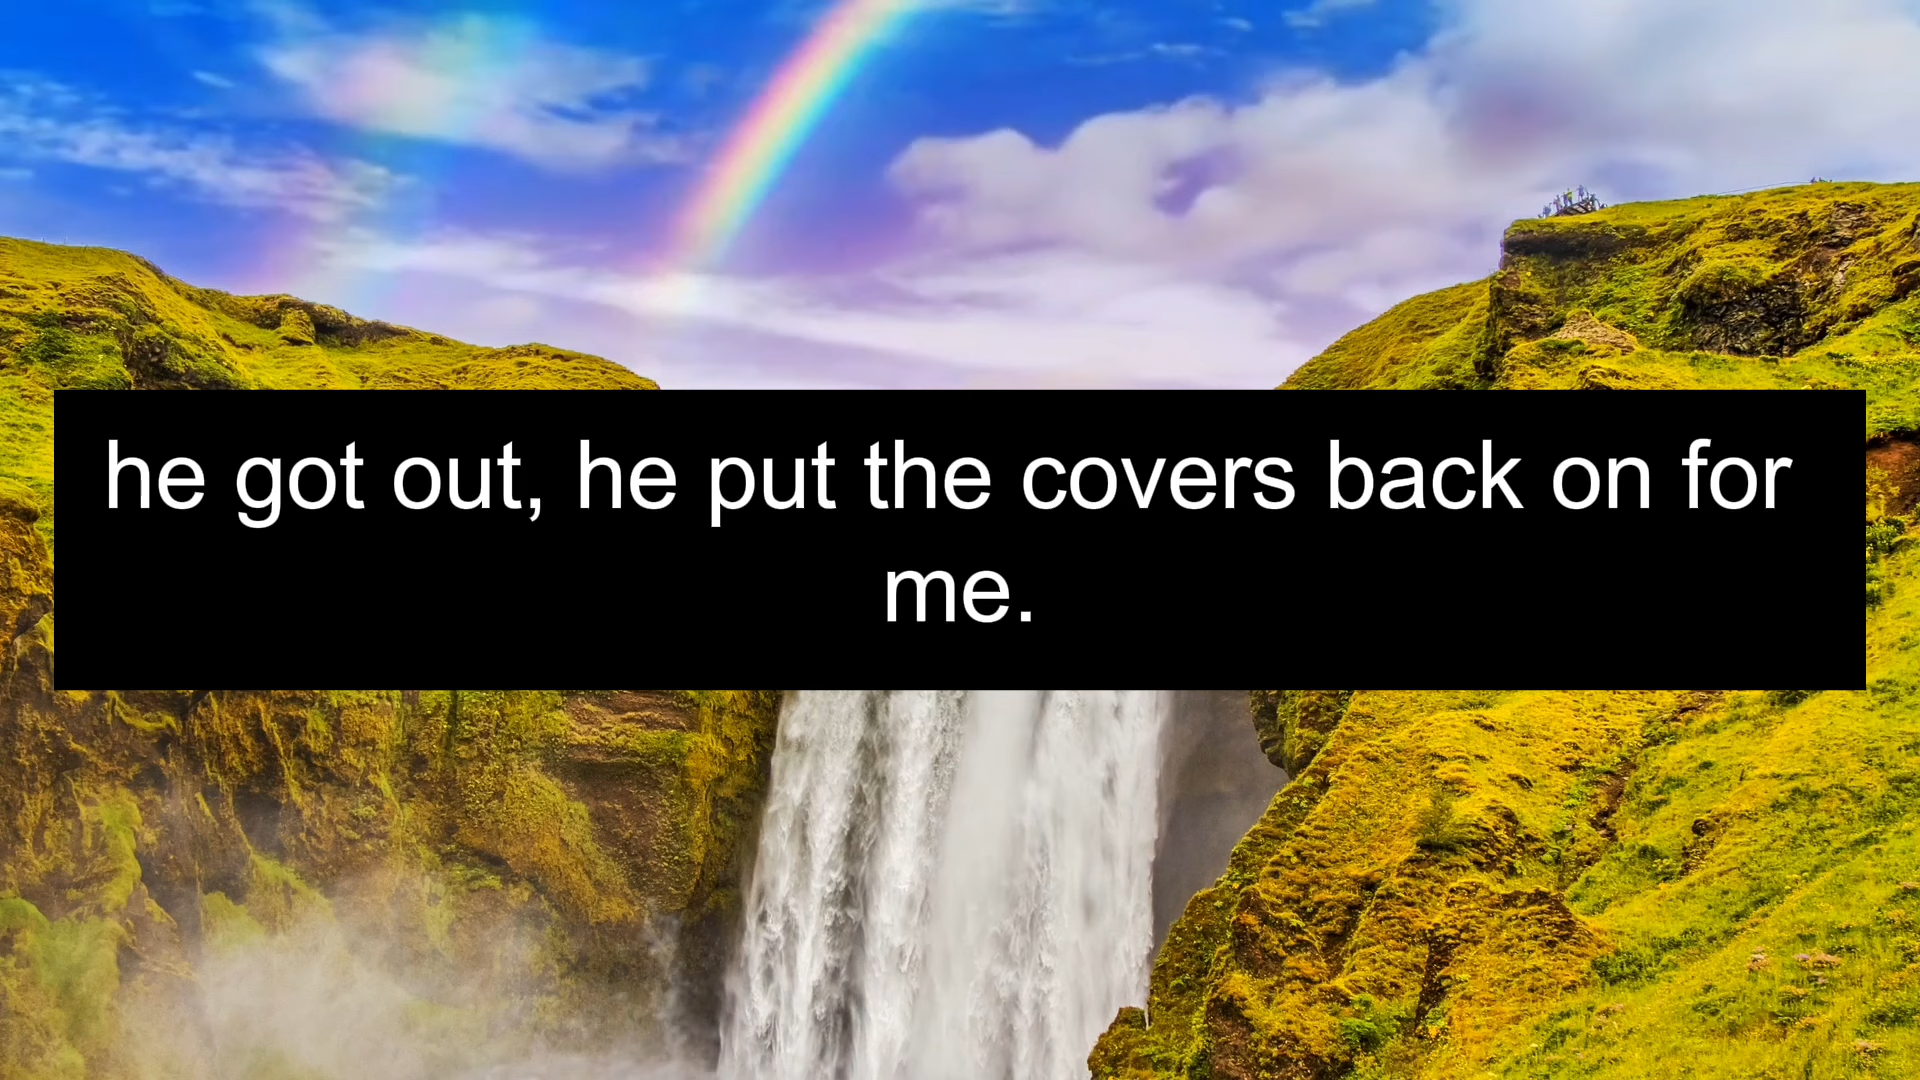 he got out, he put the covers back on for
me.